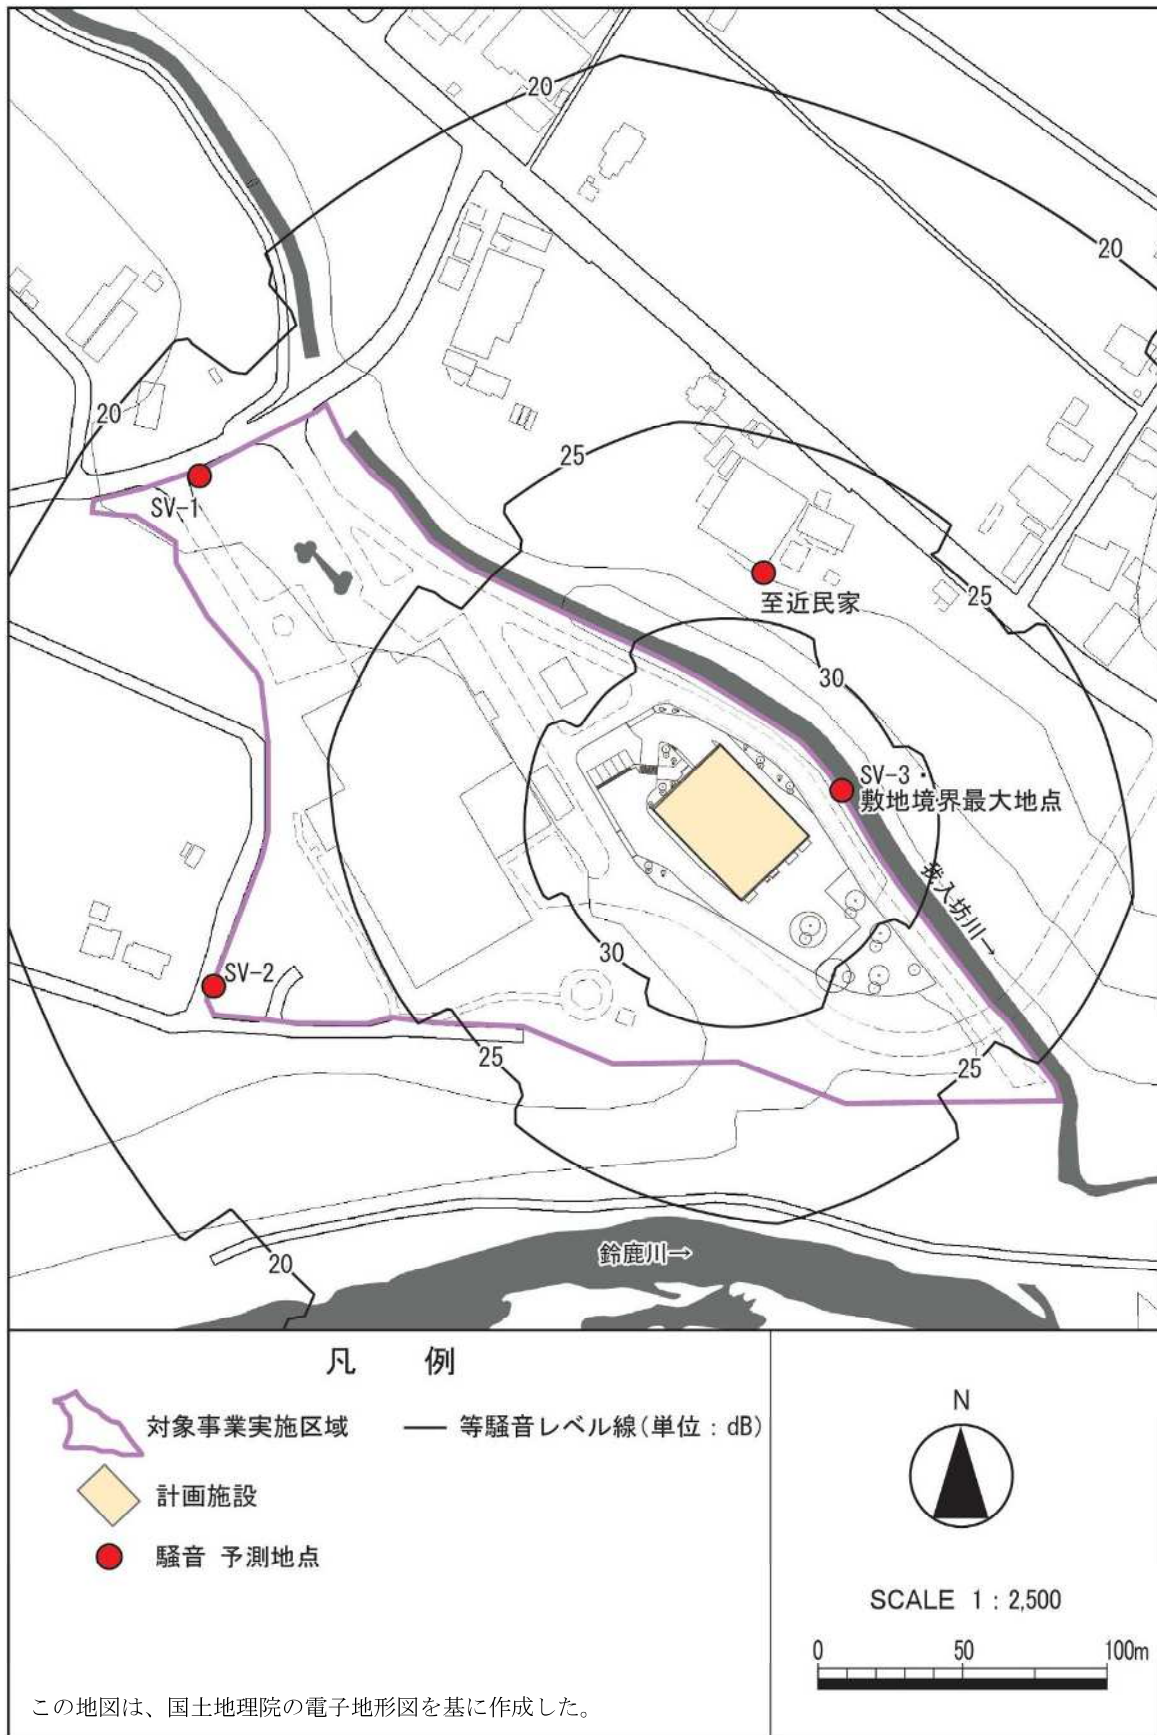 20
20
20
25
SV-1
25
至近民家
30
SV-3
敷地境界最大地点
我入坊川→
30
SV-2
25
25
20
鈴鹿川→
凡 例
対象事業実施区域
等騒音レベル線(単位:dB)
計画施設
騒音 予測地点
N
SCALE 1:2,500
0 50 100m
この地図は、国土地理院の電子地形図を基に作成した。